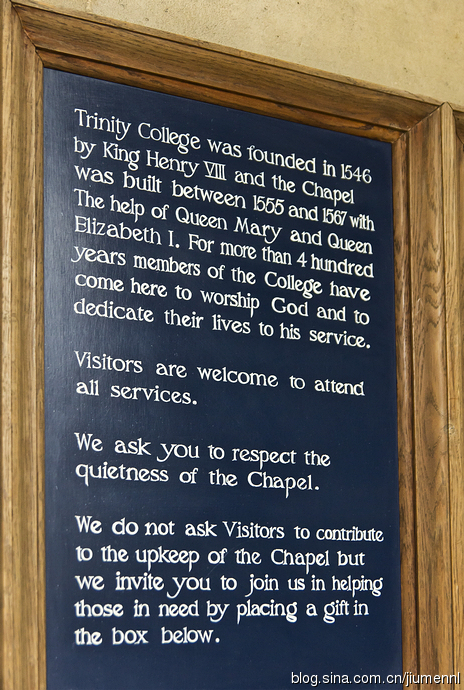 Trinity College was founded in 1546
by King Henry VIII and the Chapel
was built between 1555 and 1567 with
The help of Queen Mary and Queen
Elizabeth I. For more than 4 hundred
years members of the College have
come here to worship God and to
dedicate their lives to his service.
Visitors are welcome to attend
all services.
We ask you to respect the
quietness of the Chapel.
We do not ask Visitors to contribute
to the upkeep of the Chapel but
we invite you to join us in helping
those in need by placing a gift in
the box below.
blog.sina.com.cn/jiumennl